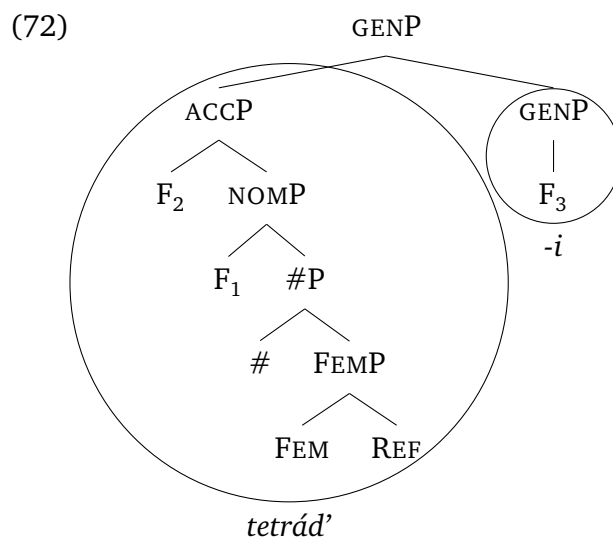 (72) GENP
ACCP GENP
F₂ NOMP F₃
-i
F₁ #P
# FEMP
FEM REF
tetrád’